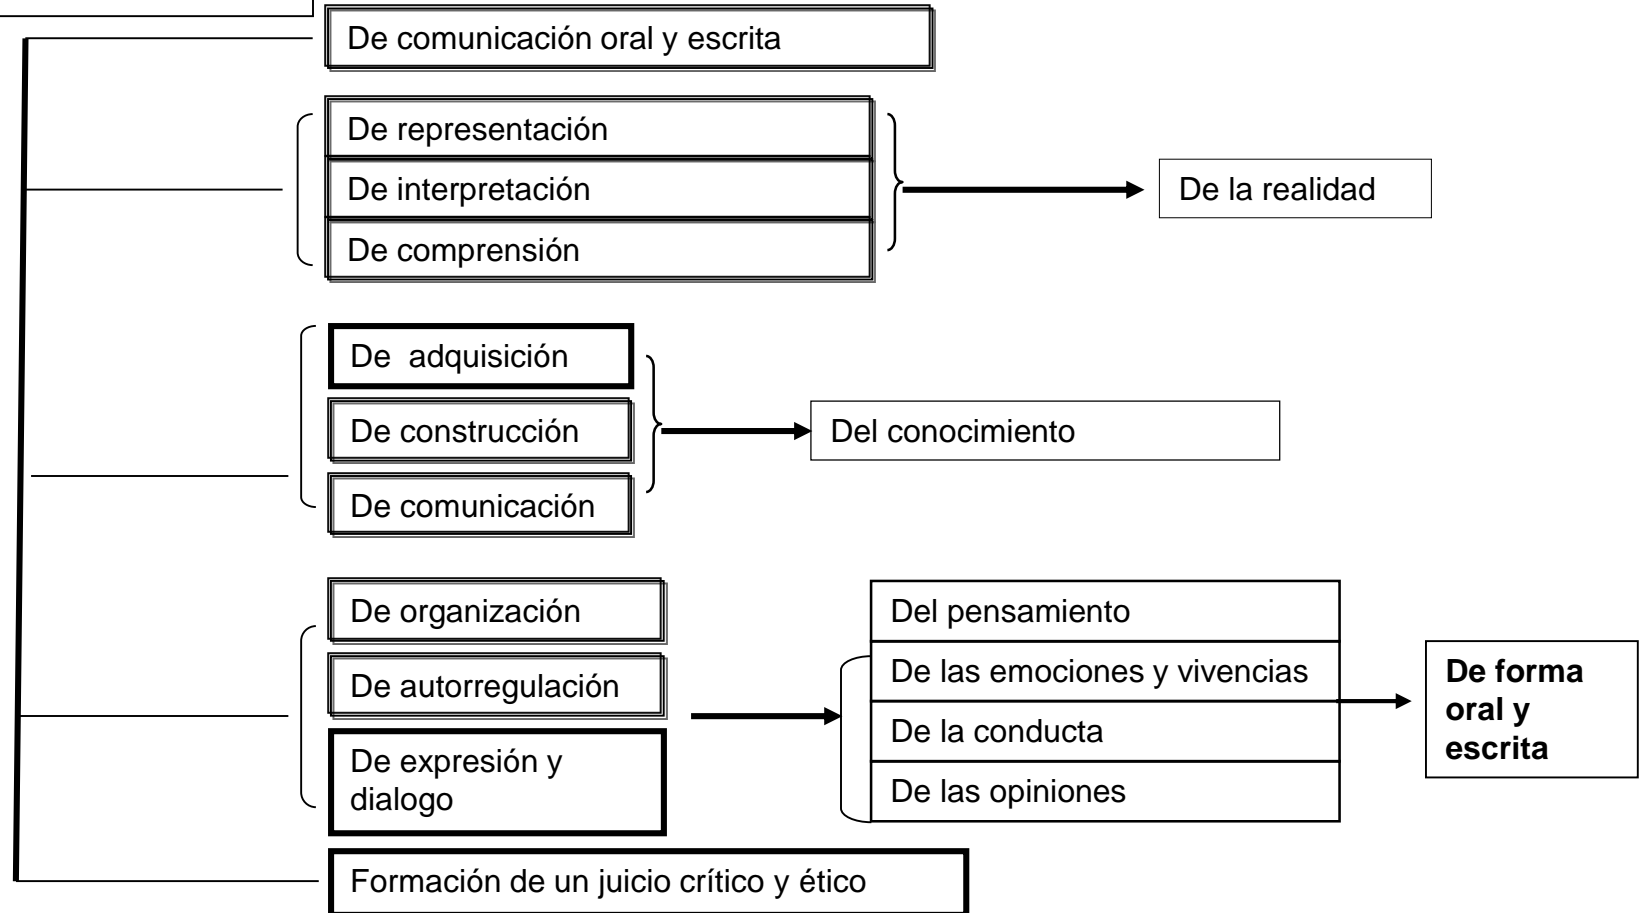 De comunicación oral y escrita
De representación
De interpretación
De comprensión
De la realidad
De adquisición
De construcción
De comunicación
Del conocimiento
De organización
De autorregulación
De expresión y
dialogo
Del pensamiento
De las emociones y vivencias
De la conducta
De las opiniones
De forma
oral y
escrita
Formación de un juicio crítico y ético